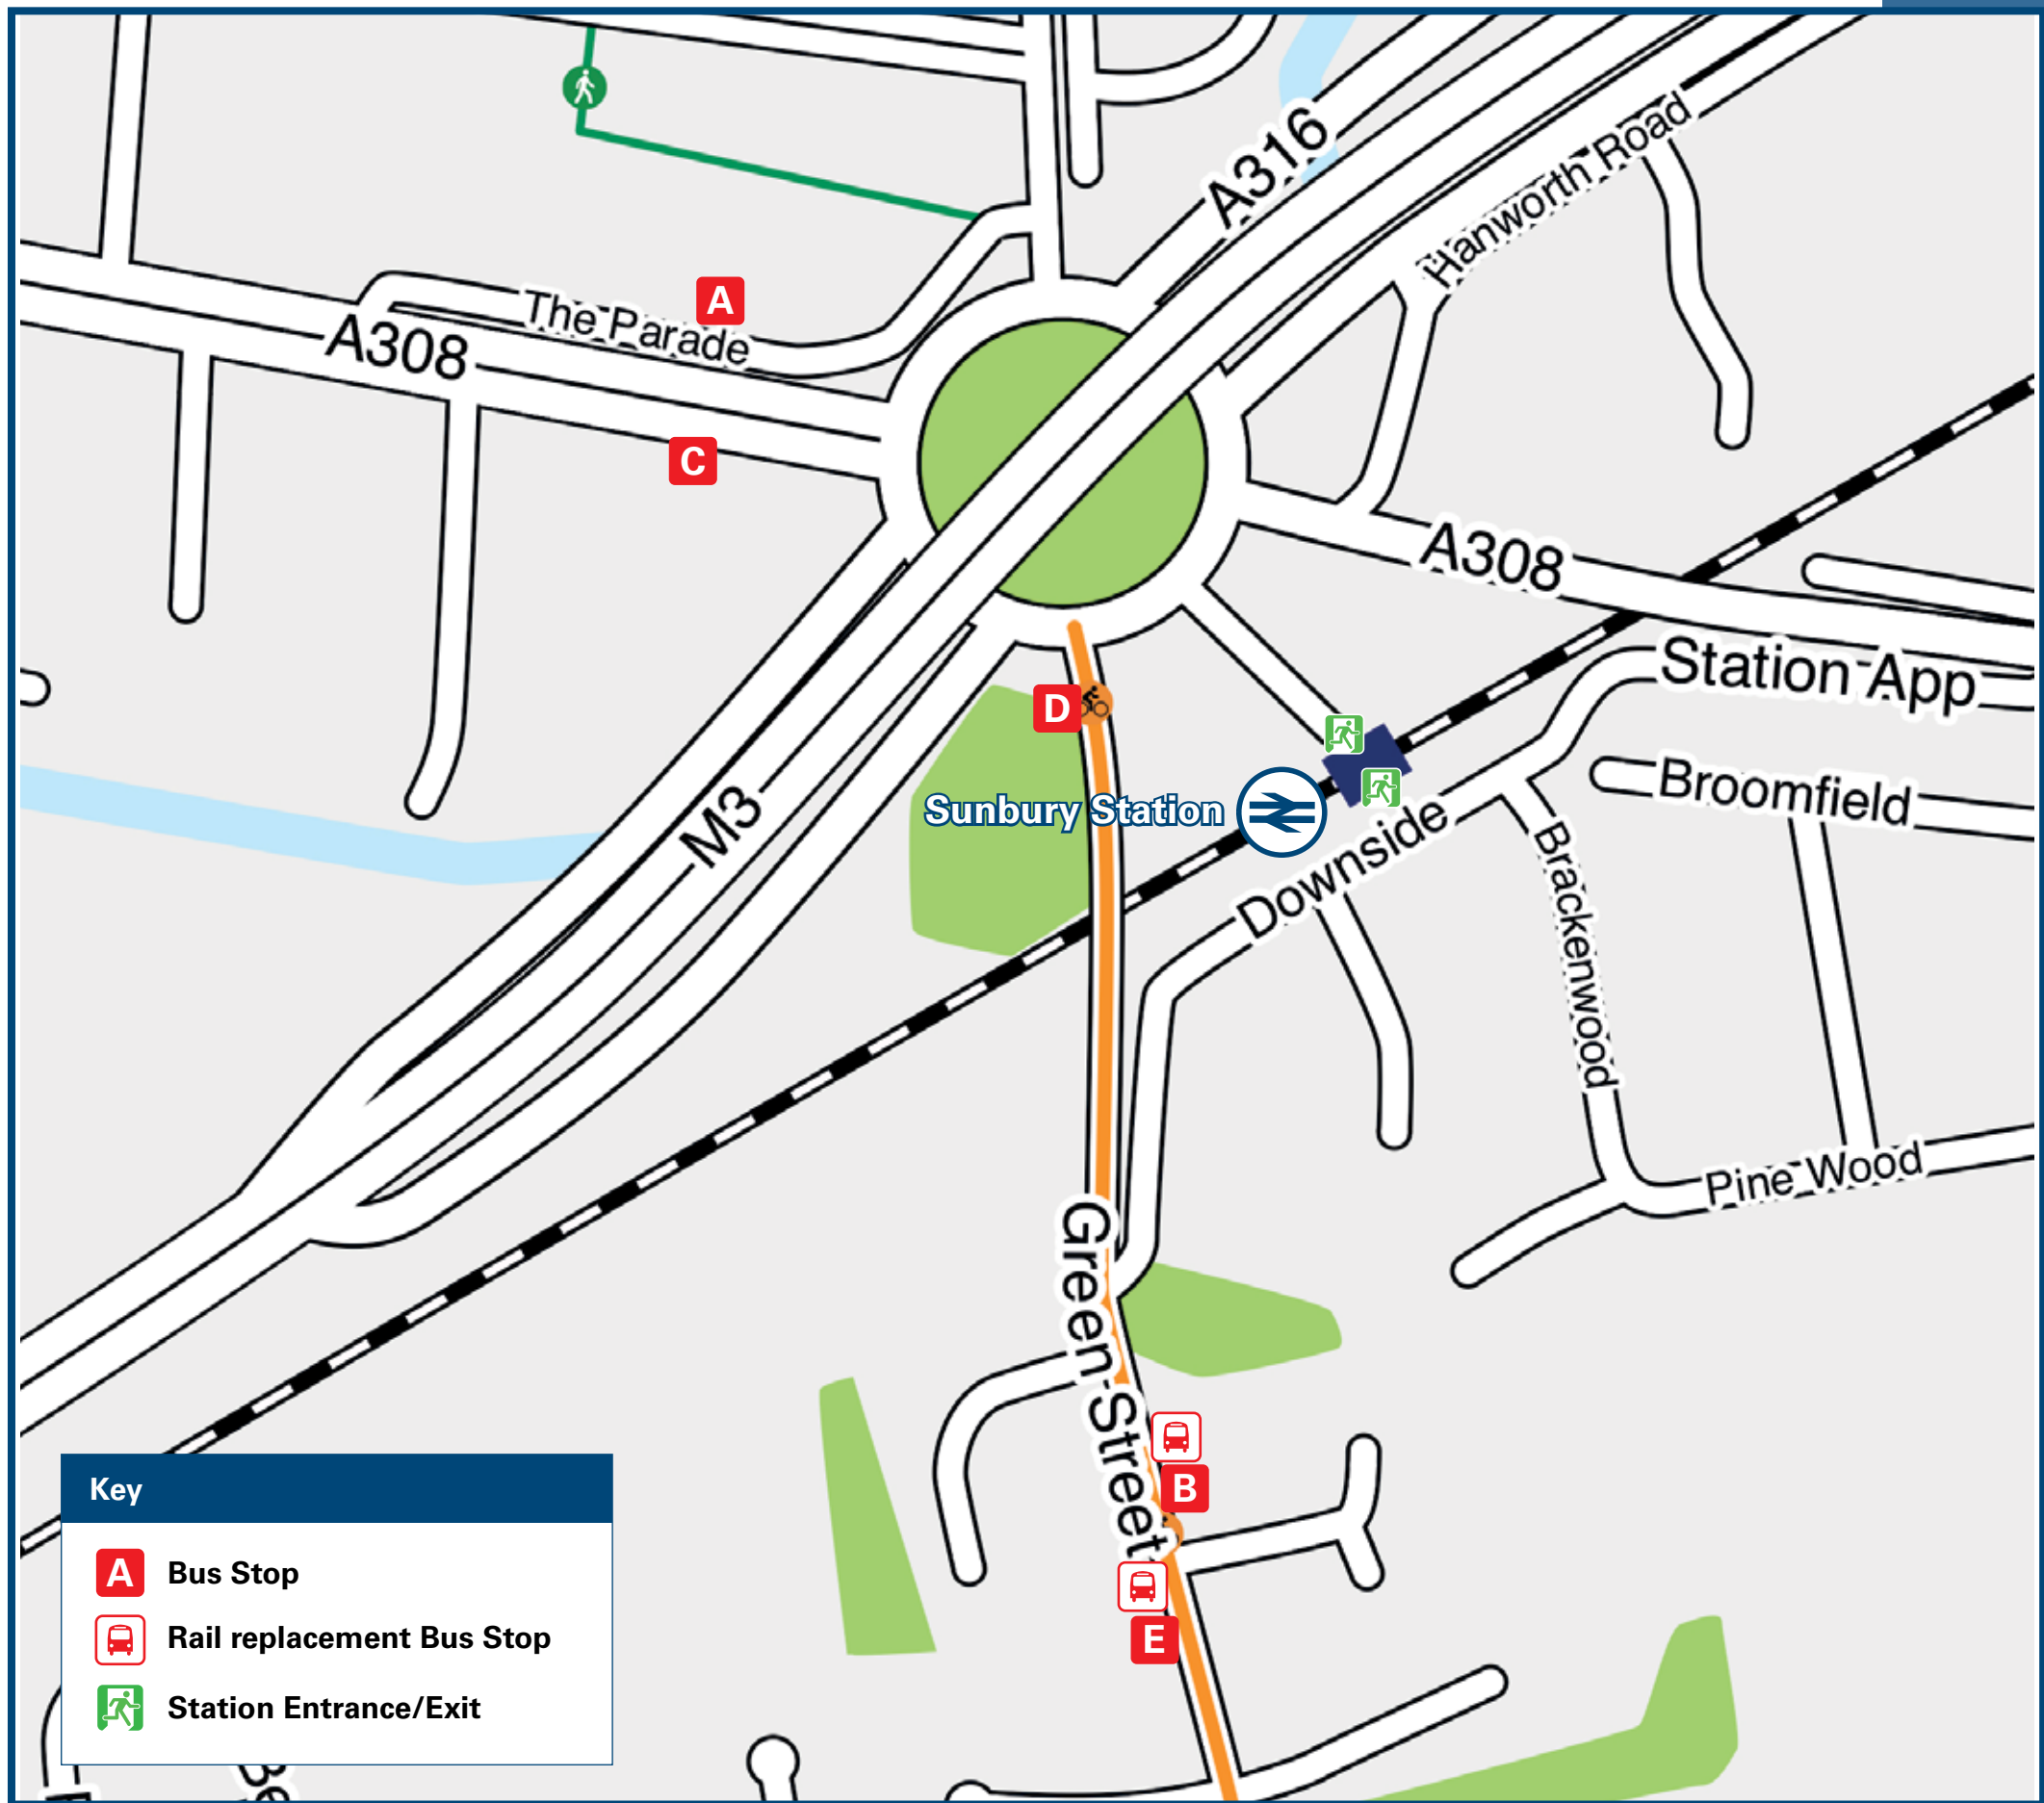 A316
Hanworth Road
A
The Parade
A308
C
A308
Station App
D
Sunbury Station
Broomfield
M3
Downside
Brackenwood
Pine Wood
Green Street
B
E
Key
A Bus Stop
Rail replacement Bus Stop
Station Entrance/Exit